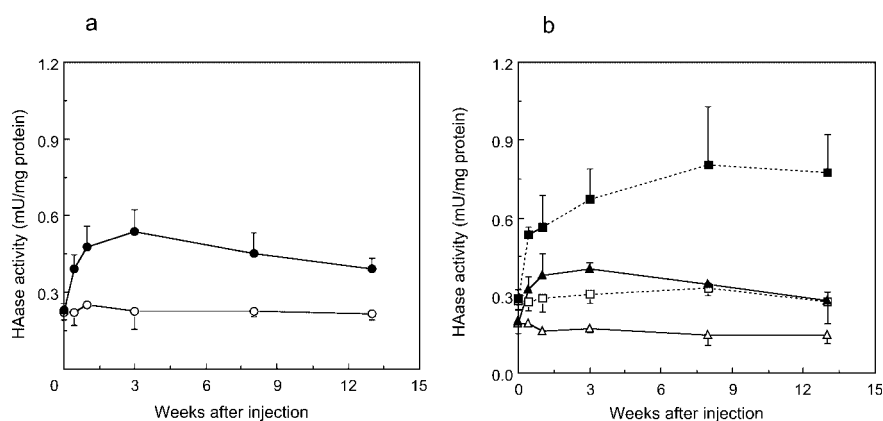 a
1.2
0.9
0.6
0.3
0.0
HAase activity (mU/mg protein)
0 3 6 9 12 15
Weeks after injection
b
1.2
0.9
0.6
0.3
0.0
HAase activity (mU/mg protein)
0 3 6 9 12 15
Weeks after injection